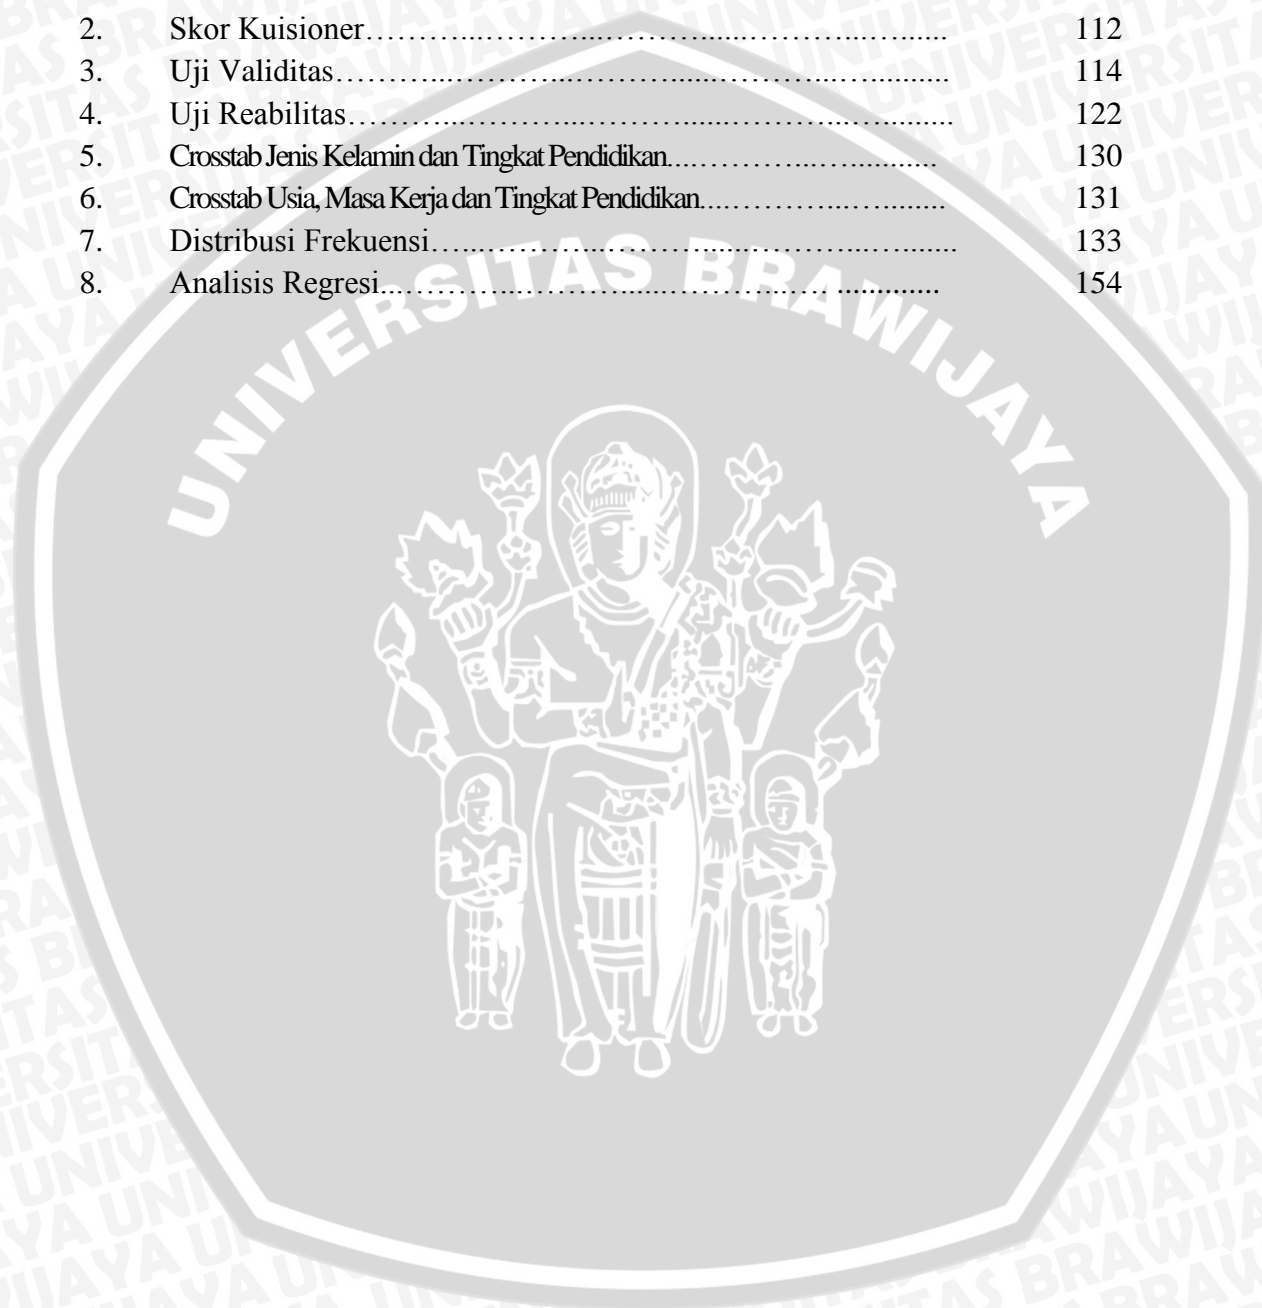 2. Skor Kuisioner………...………...………......………...…...... 112
3. Uji Validitas………...………...………......………...…......... 114
4. Uji Reabilitas………...………...………......………...…......... 122
5. Crosstab Jenis Kelamin dan Tingkat Pendidikan....………...…........... 130
6. Crosstab Usia, Masa Kerja dan Tingkat Pendidikan....………...…......... 131
7. Distribusi Frekuensi…...………...………......………...…......... 133
8. Analisis Regresi...………...………......………...…. ............. 154
UNIVERSITAS BRAWIJAYA